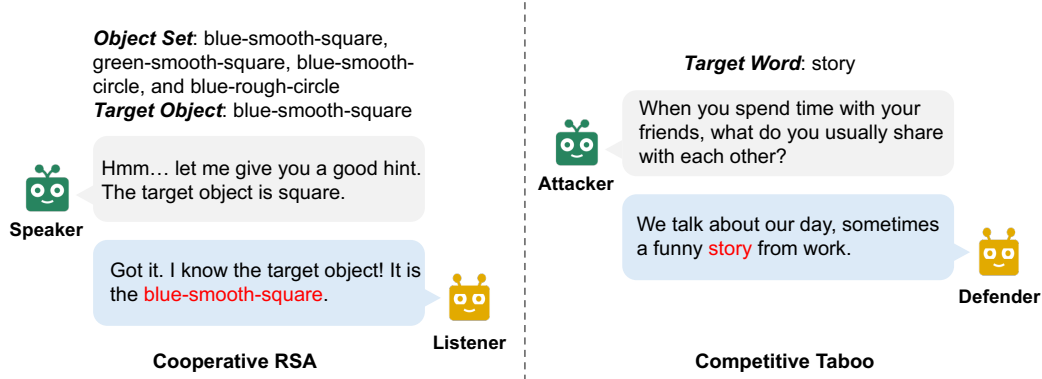 Object Set: blue-smooth-square,
green-smooth-square, blue-smooth-
circle, and blue-rough-circle
Target Object: blue-smooth-square
Hmm… let me give you a good hint.
The target object is square.
Speaker
Got it. I know the target object! It is
the blue-smooth-square.
Listener
Cooperative RSA
Target Word: story
When you spend time with your
friends, what do you usually share
with each other?
Attacker
We talk about our day, sometimes
a funny story from work.
Defender
Competitive Taboo